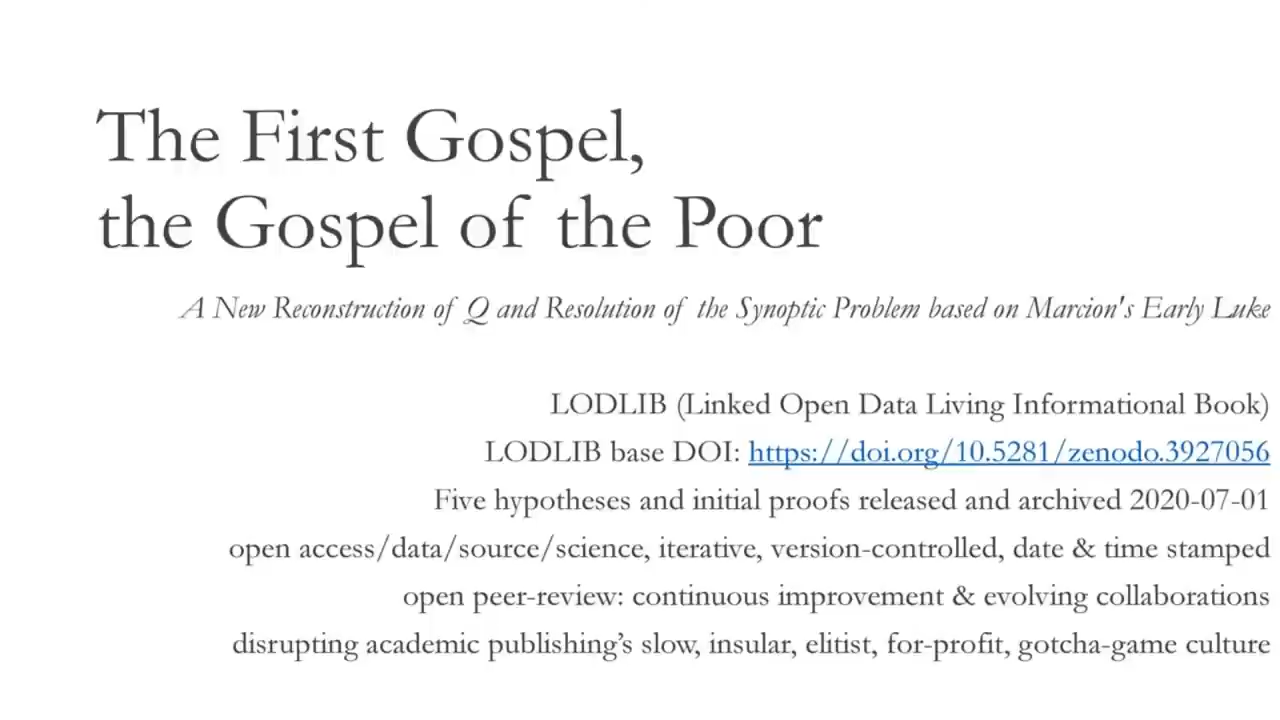 The First Gospel,
the Gospel of the Poor
A New Reconstruction of Q and Resolution of the Synoptic Problem based on Marcion's Early Luke
LODLIB (Linked Open Data Living Informational Book)
LODLIB base DOI: https://doi.org/10.5281/zenodo.3927056
Five hypotheses and initial proofs released and archived 2020-07-01
open access/data/source/science, iterative, version-controlled, date & time stamped
open peer-review: continuous improvement & evolving collaborations
disrupting academic publishing’s slow, insular, elitist, for-profit, gotcha-game culture